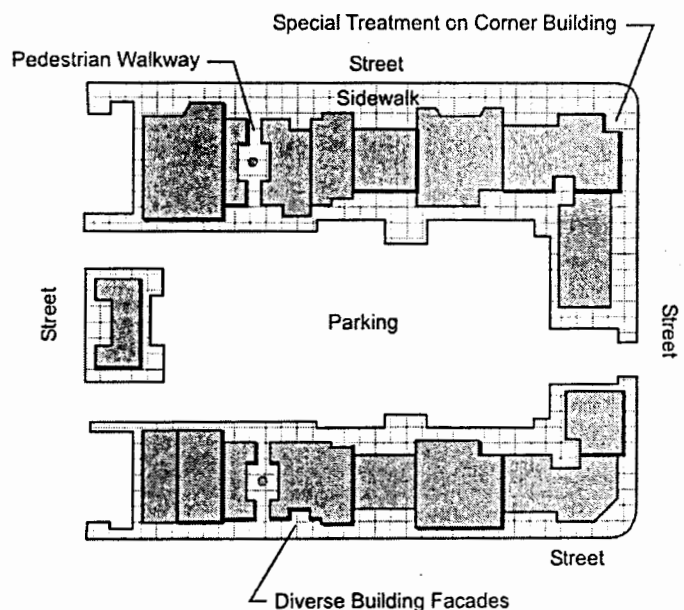 Special Treatment on Corner Building
Pedestrian Walkway
Street
Sidewalk
Street
Parking
Street
Street
Diverse Building Facades